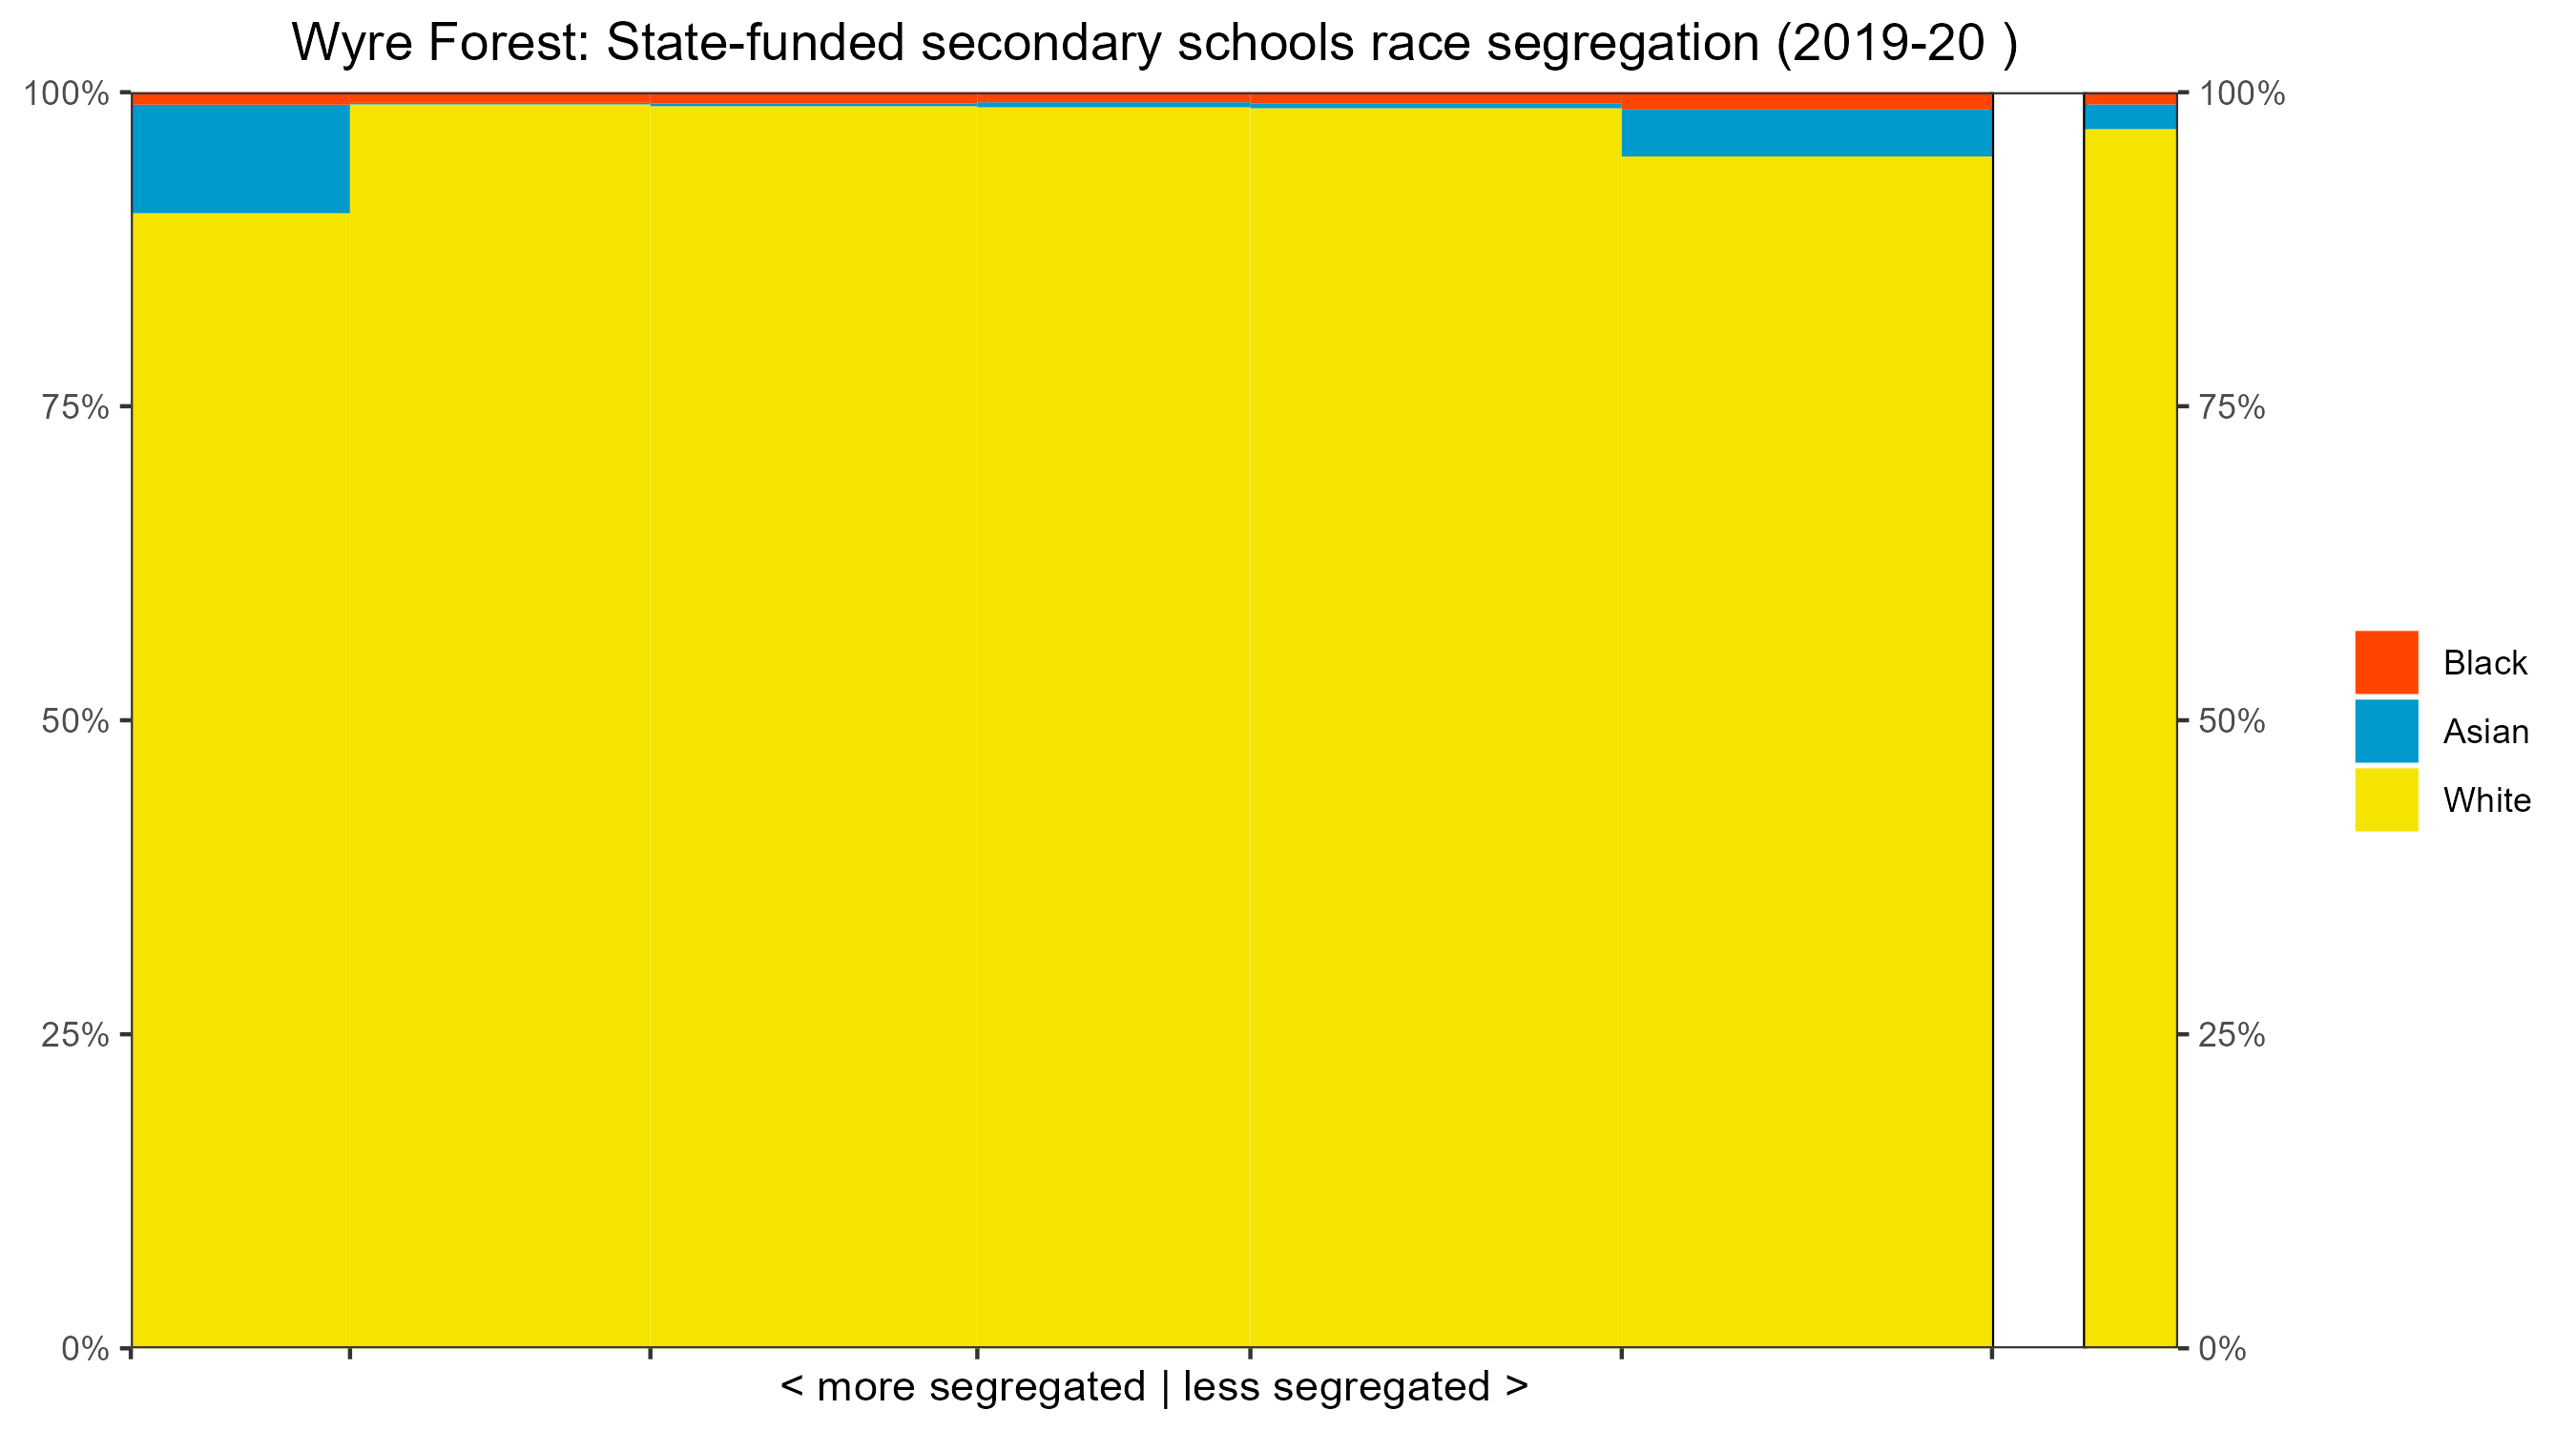 Wyre Forest: State-funded secondary schools race segregation (2019-20 )
100%
75%
50%
25%
0%
100%
75%
50%
25%
0%
Black
Asian
White
< more segregated | less segregated >